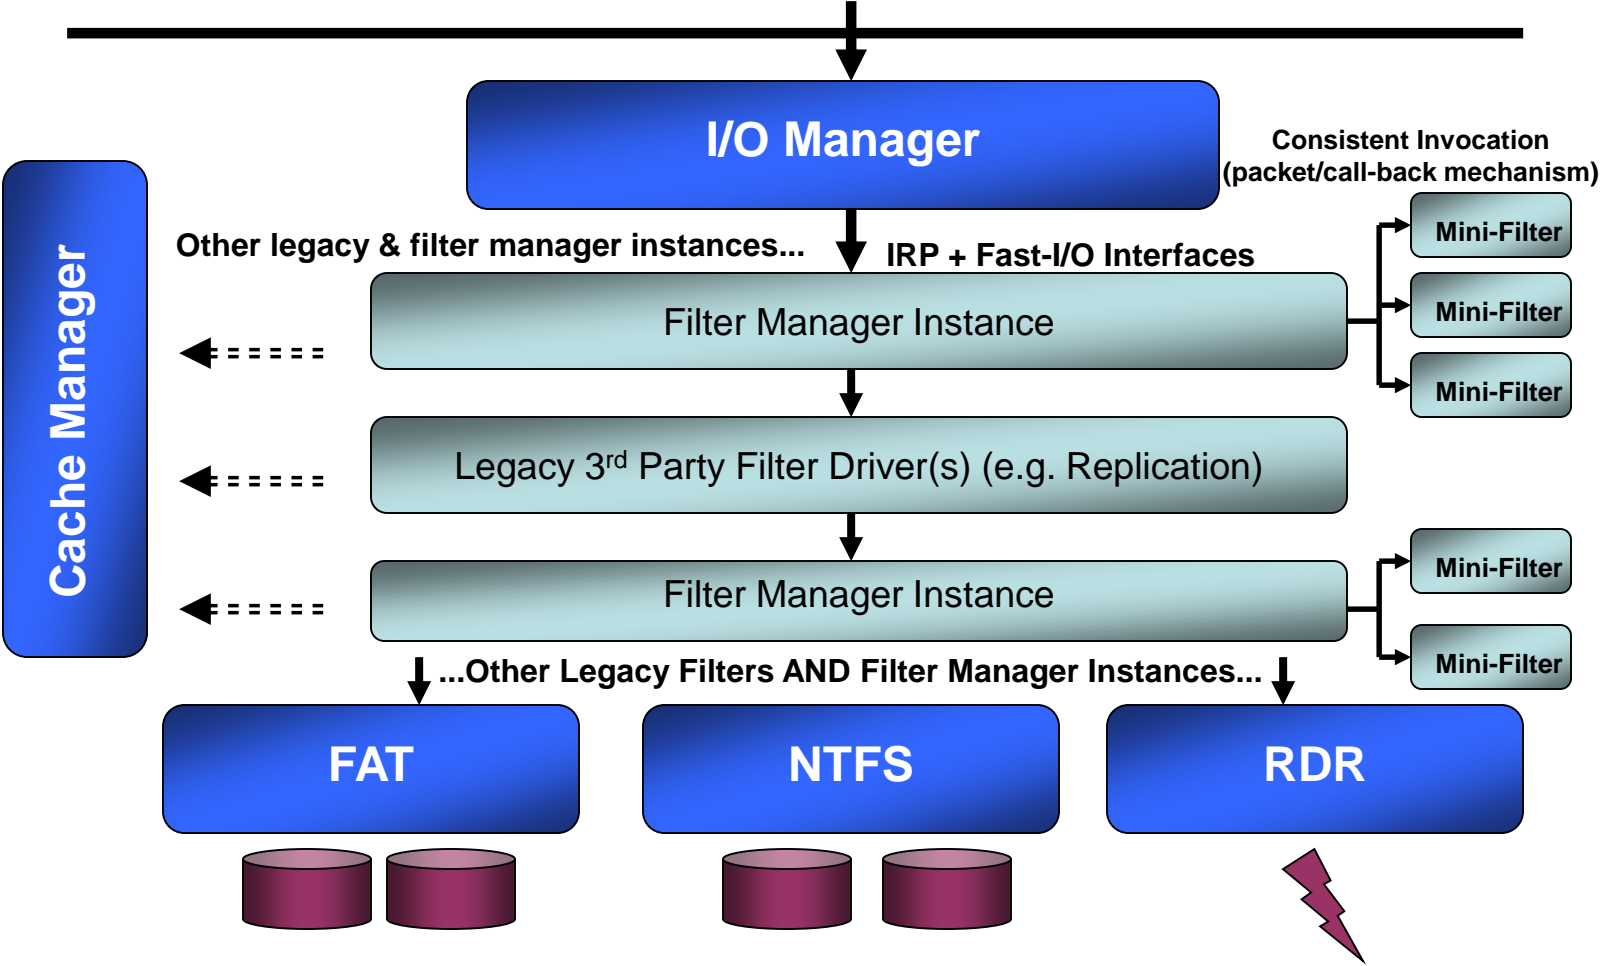 I/O Manager
Consistent Invocation
(packet/call-back mechanism)
Cache Manager
Other legacy & filter manager instances...
IRP + Fast-I/O Interfaces
Mini-Filter
Filter Manager Instance
Mini-Filter
Mini-Filter
Legacy 3rd Party Filter Driver(s) (e.g. Replication)
Filter Manager Instance
Mini-Filter
Mini-Filter
...Other Legacy Filters AND Filter Manager Instances...
FAT
NTFS
RDR